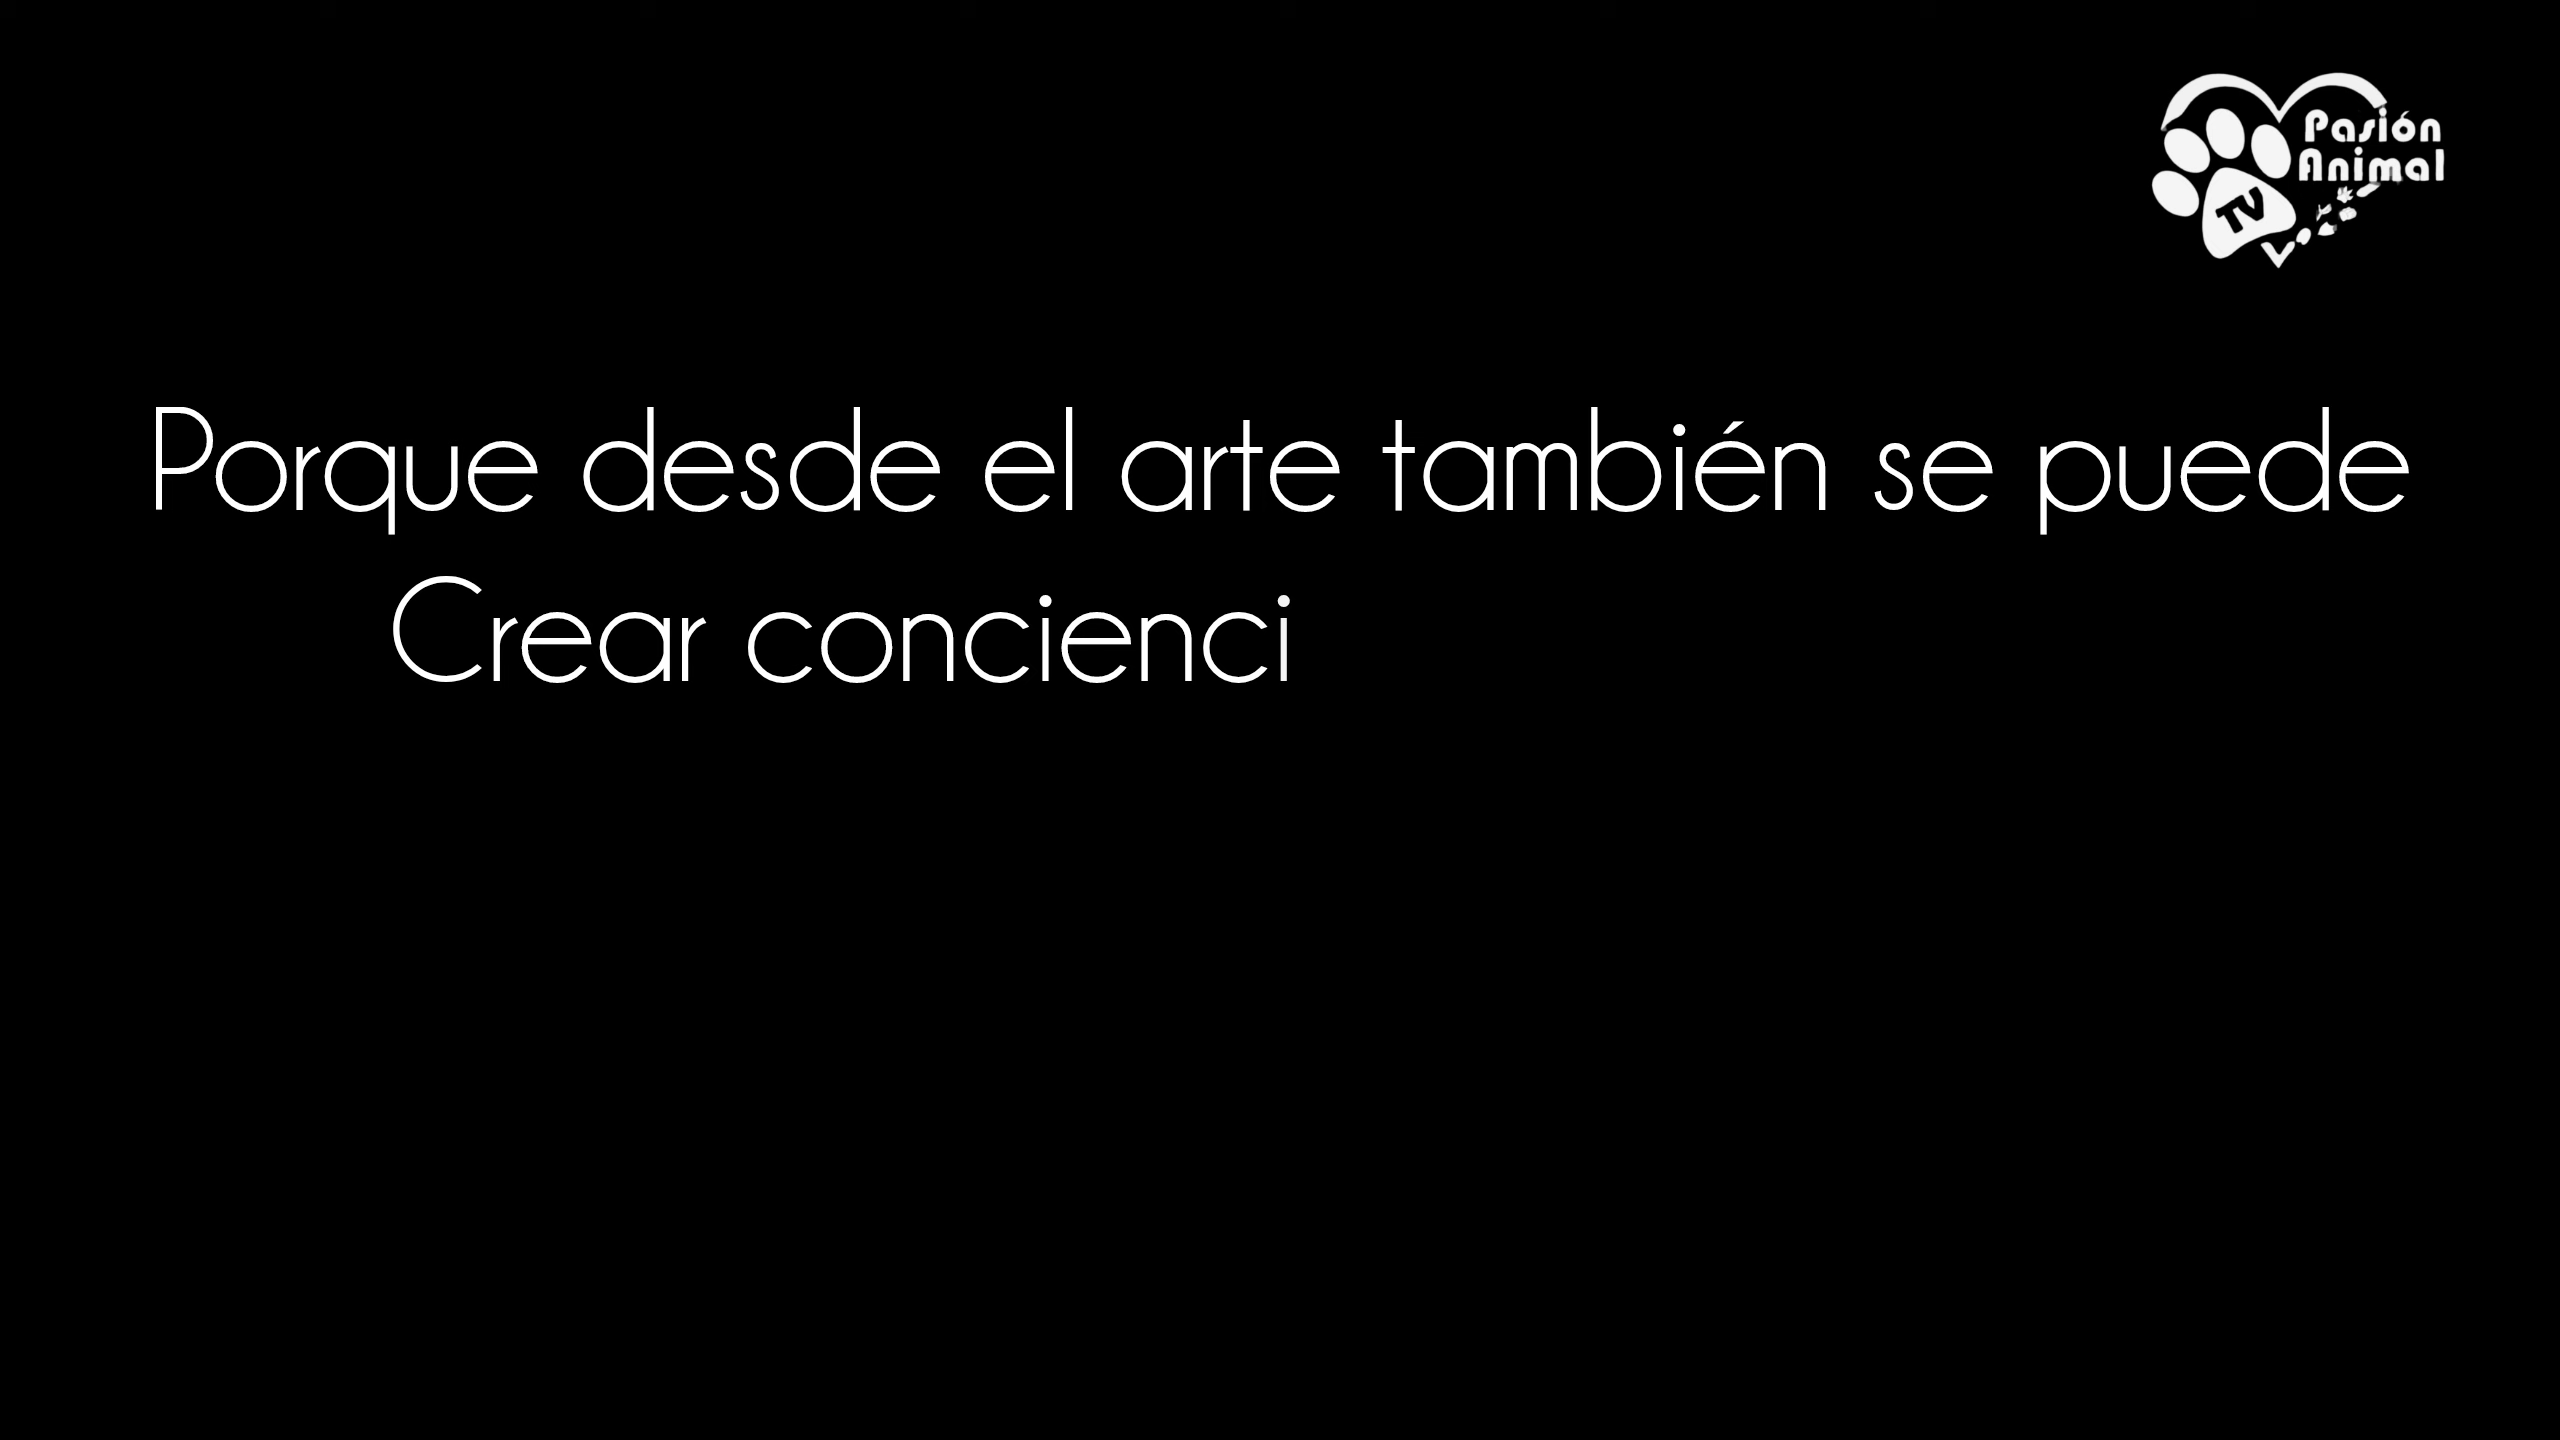 Pasión
Animal
TV
Porque desde el arte también se puede
Crear concienci